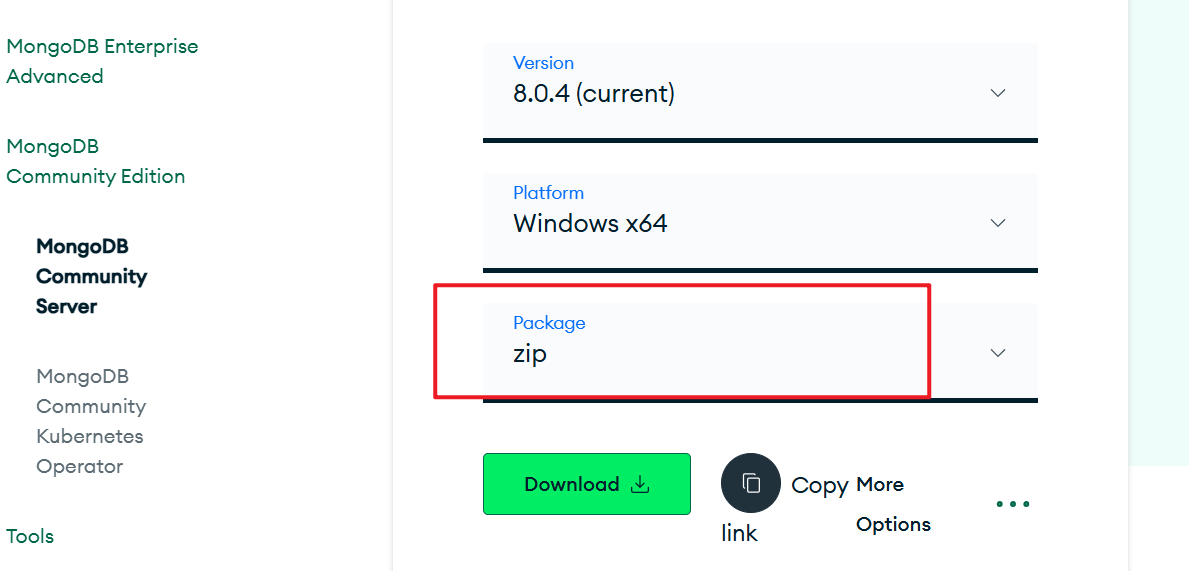 MongoDB Enterprise
Advanced
MongoDB
Community Edition
MongoDB
Community
Server
MongoDB
Community
Kubernetes
Operator
Tools
Version
8.0.4 (current)
Platform
Windows x64
Package
zip
Download
Copy
link
More
Options